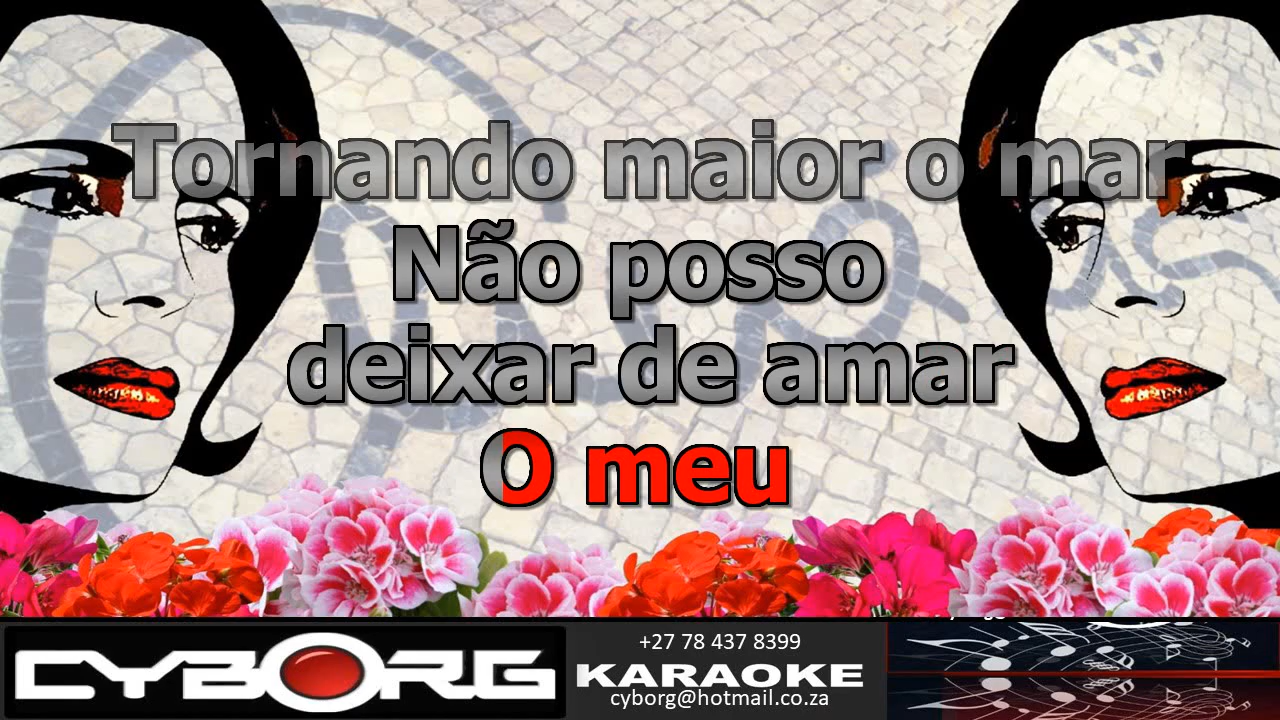 Tornando maior o mar
Não posso
deixar de amar
O meu
CYBORG
+27 78 437 8399
KARAOKE
cyborg@hotmail.co.za